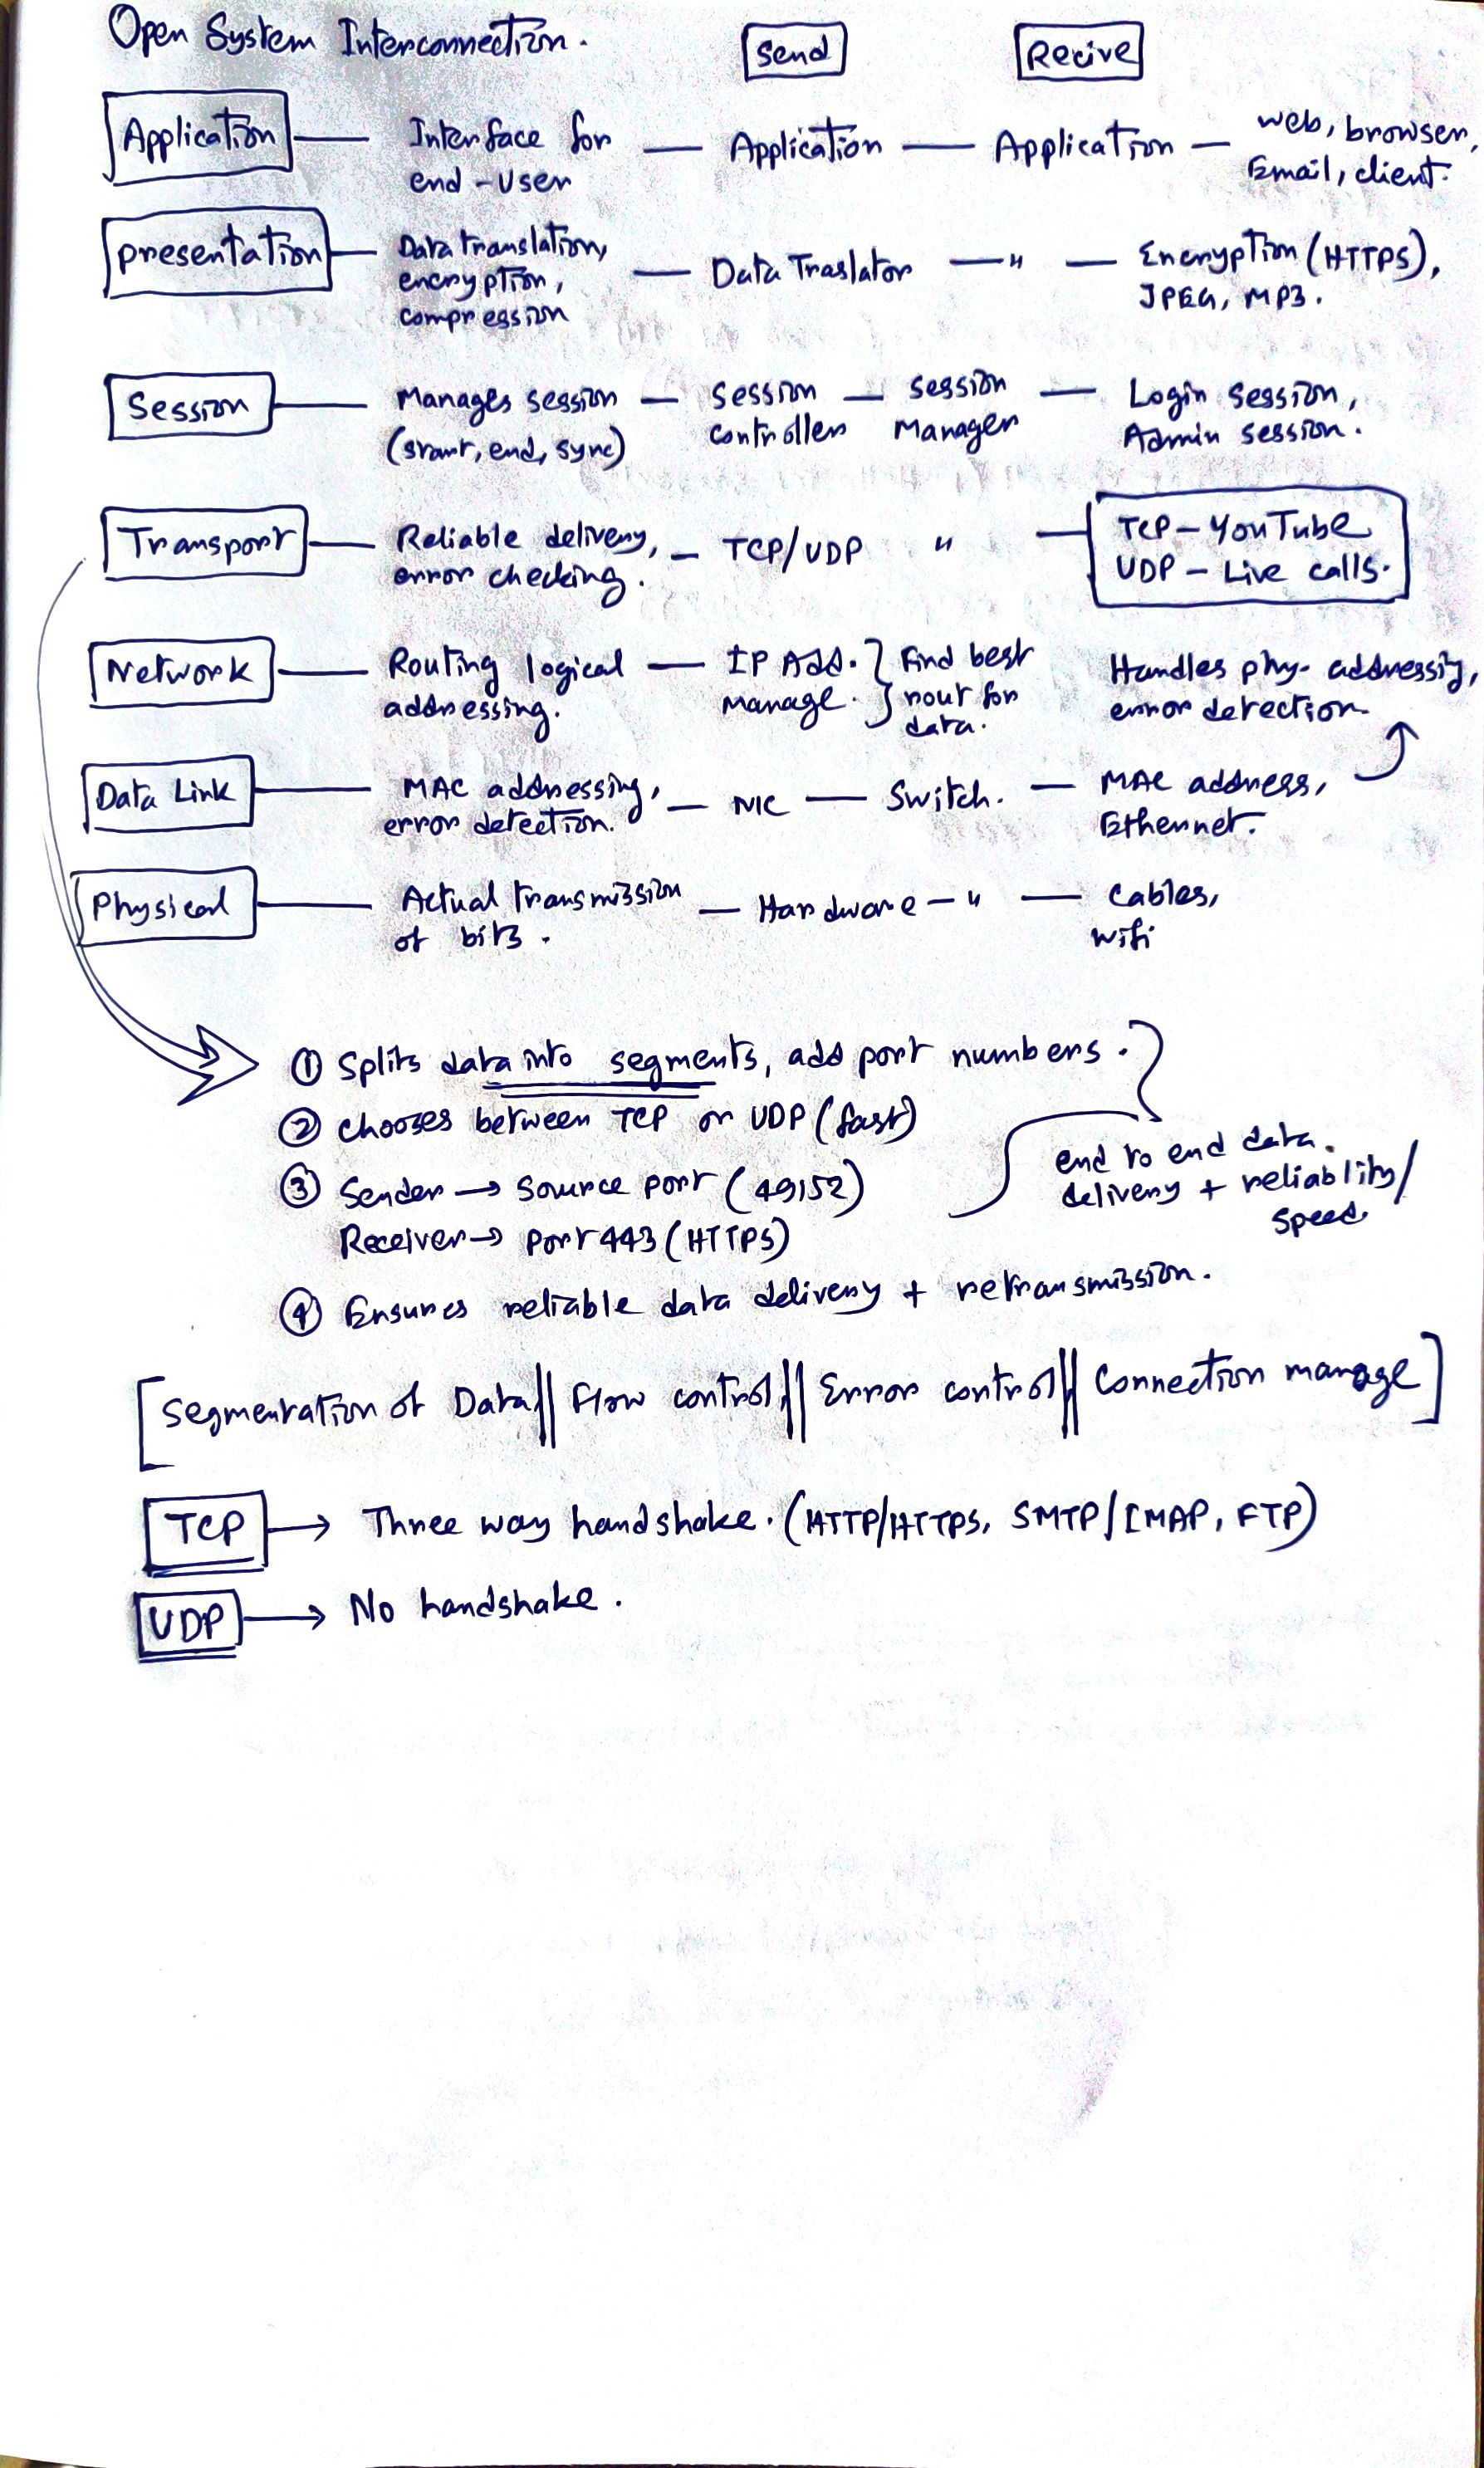 Open System Interconnection.
Send
Recive
Application — Interface for — Application — Application — web, browser,
end-user
Email, client.
presentation — Data translation, — Data Traslator — " — Encryption (HTTPS),
encryption,
JPEG, MP3.
compression
Session — Manages session — Session — session — Login session,
(start, end, sync)
controller
Manager
Admin session.
Transport — Reliable delivery, — TCP/UDP " — TCP – YouTube
error checking.
UDP – Live calls.
Network — Routing logical — IP Add. } Find best
addressing.
Manage.
rout for
data.
Handles phy. addressing,
error detection
Data Link — MAC addressing, — NIC — Switch. — MAC address,
error detection.
Ethernet.
Physical — Actual transmission — Hardware — " — cables,
of bits.
wifi
① Splits data into segments, add port numbers.
② chooses between TCP or UDP (fast)
③ Sender → Source port (49152)
Receiver → port 443 (HTTPS)
end to end data.
delivery + reliablity/
speed.
④ Ensures reliable data delivery + retransmission.
[Segmentation of Data || Flow control || Error control || Connection manage]
TCP → Three way handshake. (HTTP/HTTPS, SMTP/IMAP, FTP)
UDP → No handshake.